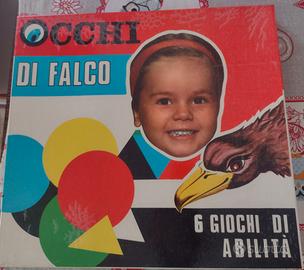 OCCHI
DI FALCO
6 GIOCHI DI
ABILITÀ